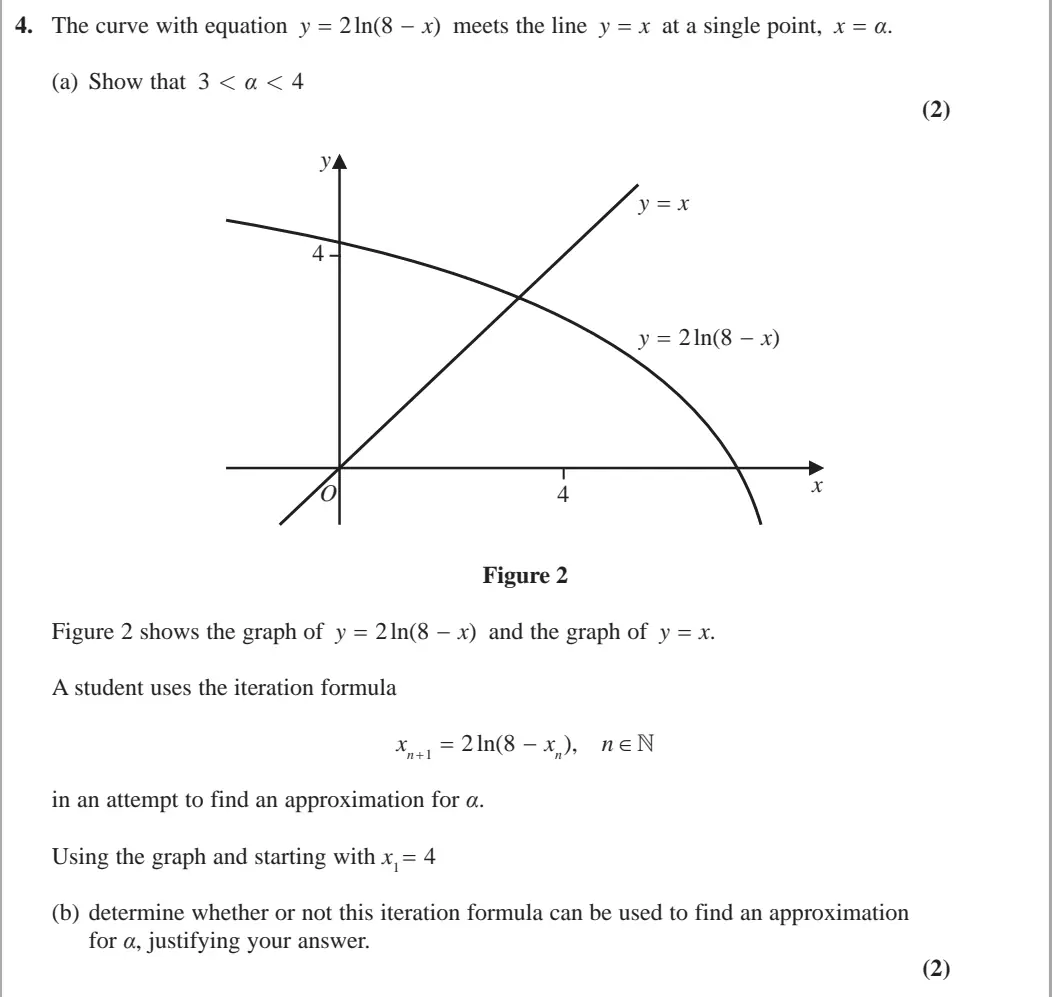 4. The curve with equation y = 2 ln(8 − x) meets the line y = x at a single point, x = α.
(a) Show that 3 < α < 4
(2)
y
y = x
4
y = 2 ln(8 − x)
O
4
x
Figure 2
Figure 2 shows the graph of y = 2 ln(8 − x) and the graph of y = x.
A student uses the iteration formula
xₙ₊₁ = 2 ln(8 − xₙ), n ∈ ℕ
in an attempt to find an approximation for α.
Using the graph and starting with x₁ = 4
(b) determine whether or not this iteration formula can be used to find an approximation
for α, justifying your answer.
(2)